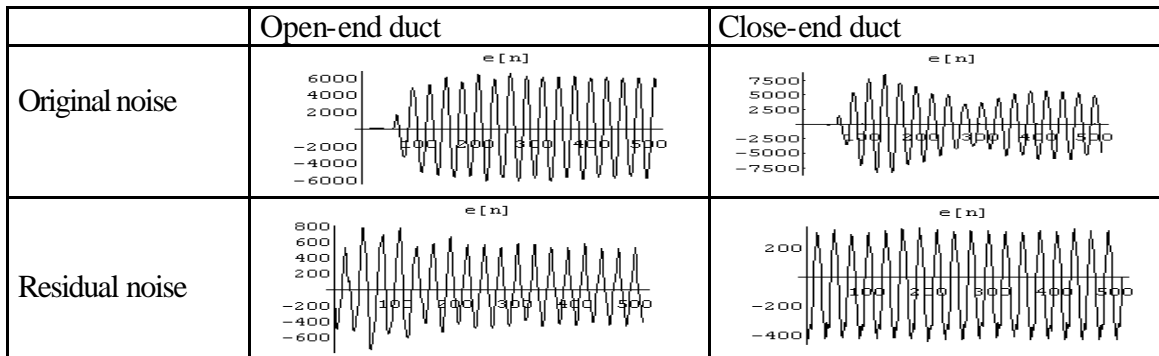 Open-end duct
Close-end duct
Original noise
e[n]
6000
4000
2000
-2000
-4000
-6000
100 200 300 400 500
e[n]
7500
5000
2500
-2500
-5000
-7500
100 200 300 400 500
Residual noise
e[n]
800
600
400
200
-200
-400
-600
100 200 300 400 500
e[n]
200
-200
-400
100 200 300 400 500